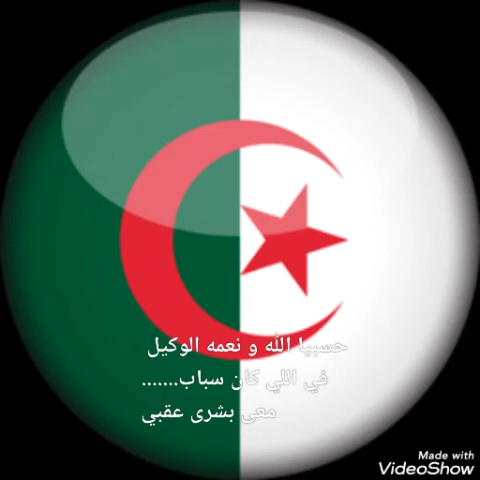 حسبيا الله و نعمه الوكيل
في اللي كان سباب.......
معى بشرى عقبي
Made with
VideoShow